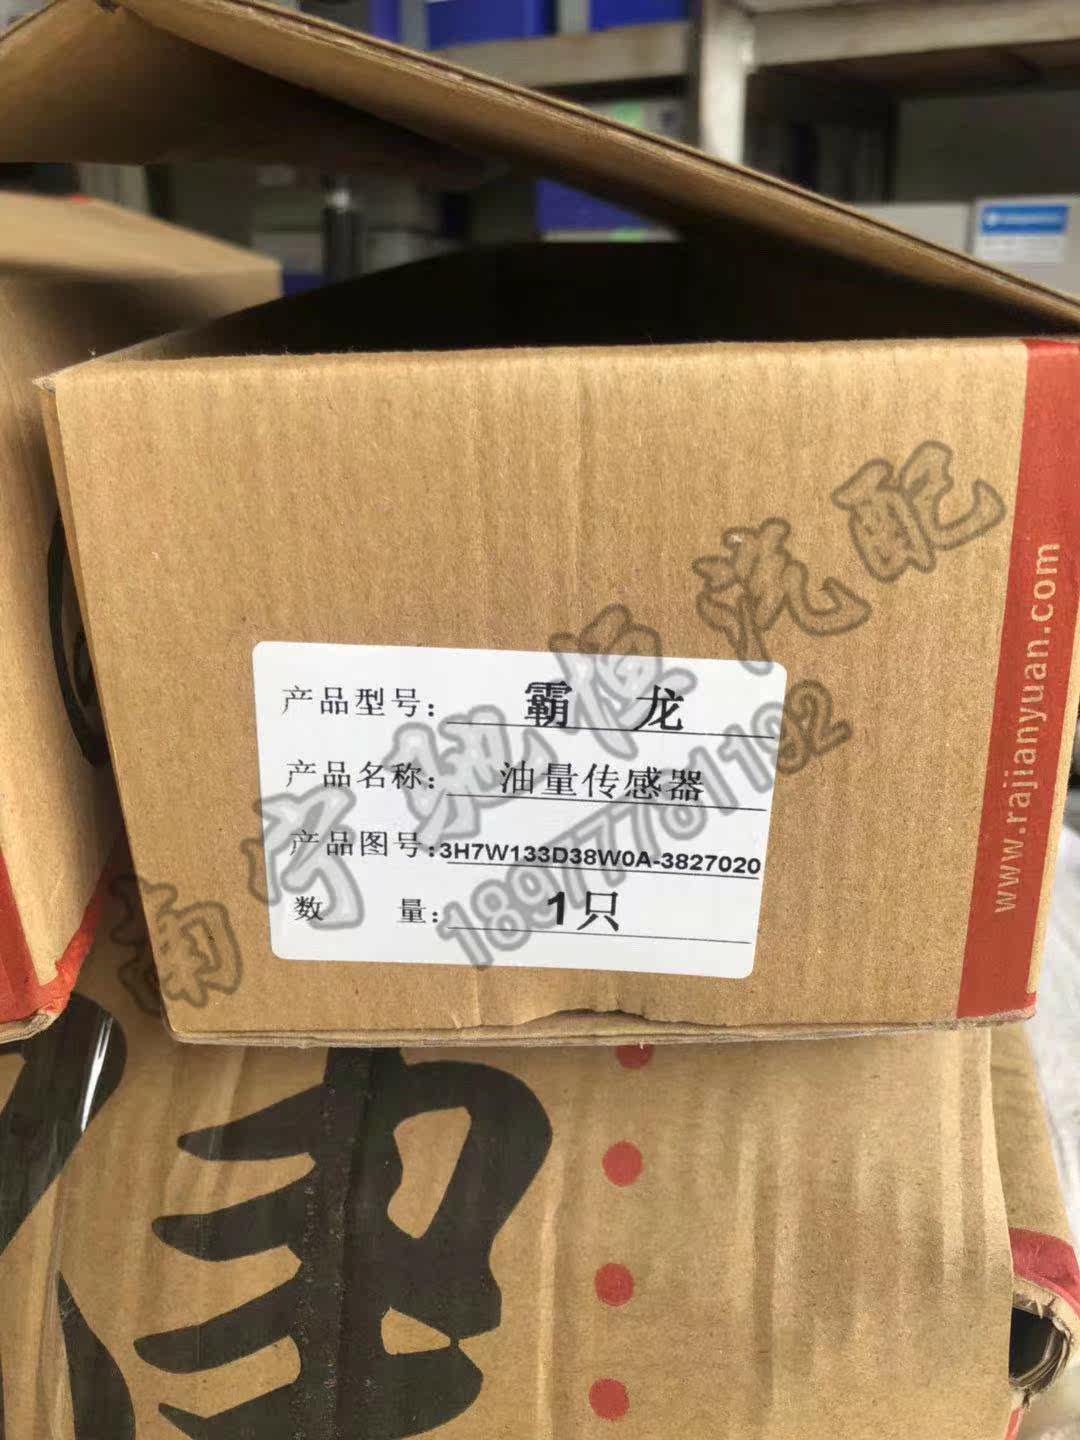 产品型号：霸 龙
产品名称：油量传感器
产品图号：3H7W133D38W0A-3827020
数 量：1只
www.rajianyuan.com
18977781192